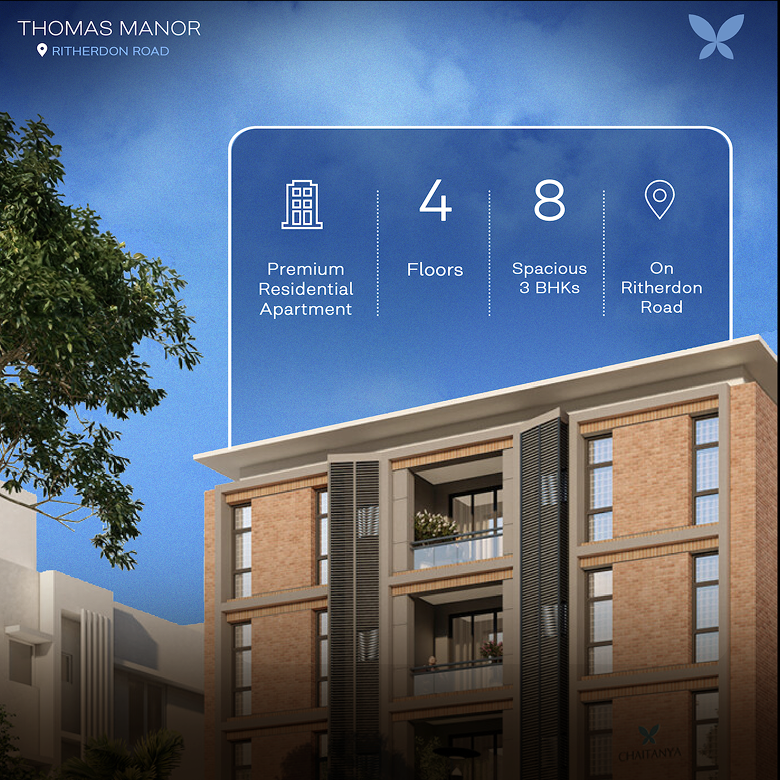 THOMAS MANOR
RITHERDON ROAD
Premium
Residential
Apartment
4
Floors
8
Spacious
3 BHKs
On
Ritherdon
Road
CHAITANYA